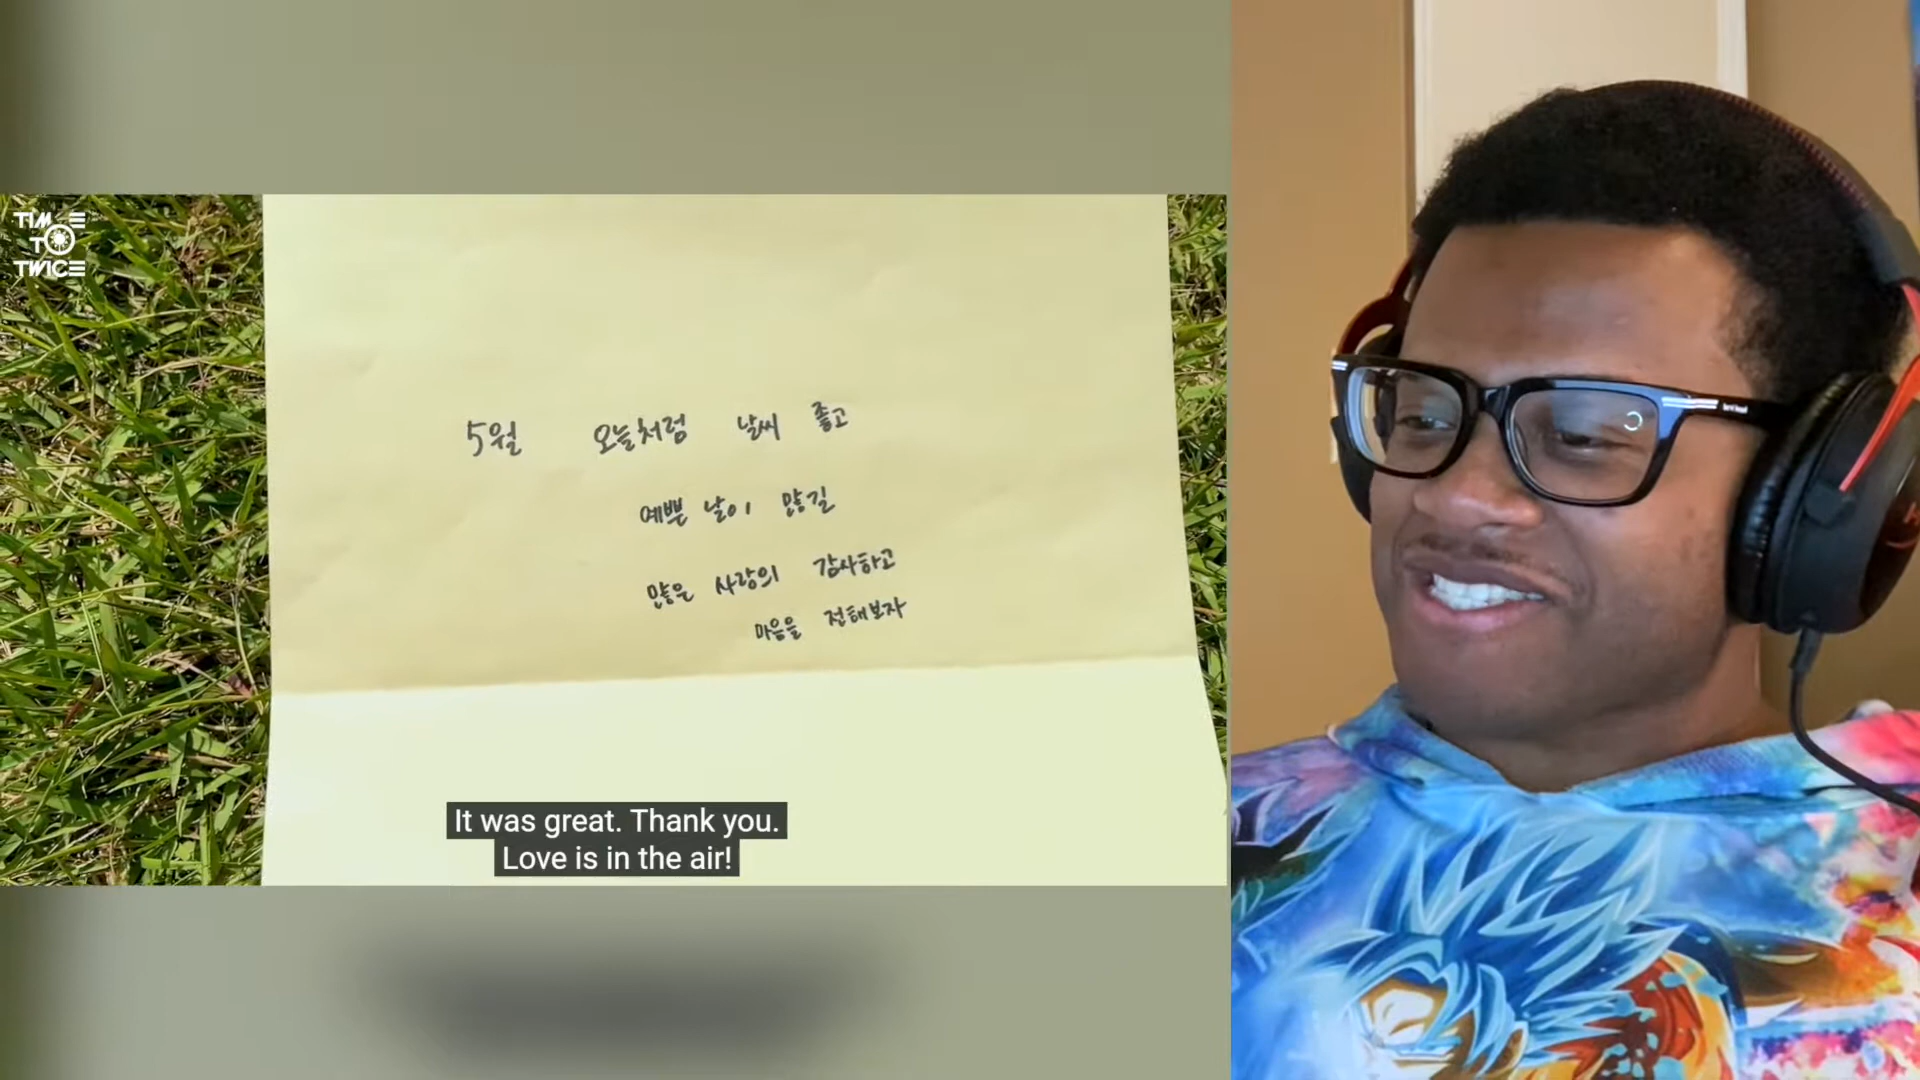 TIME
TO
TWICE
5월 오늘처럼 날씨 좋고
예쁜 날이 많길
많은 사랑의 감사하고
마음을 전해보자
It was great. Thank you.
Love is in the air!